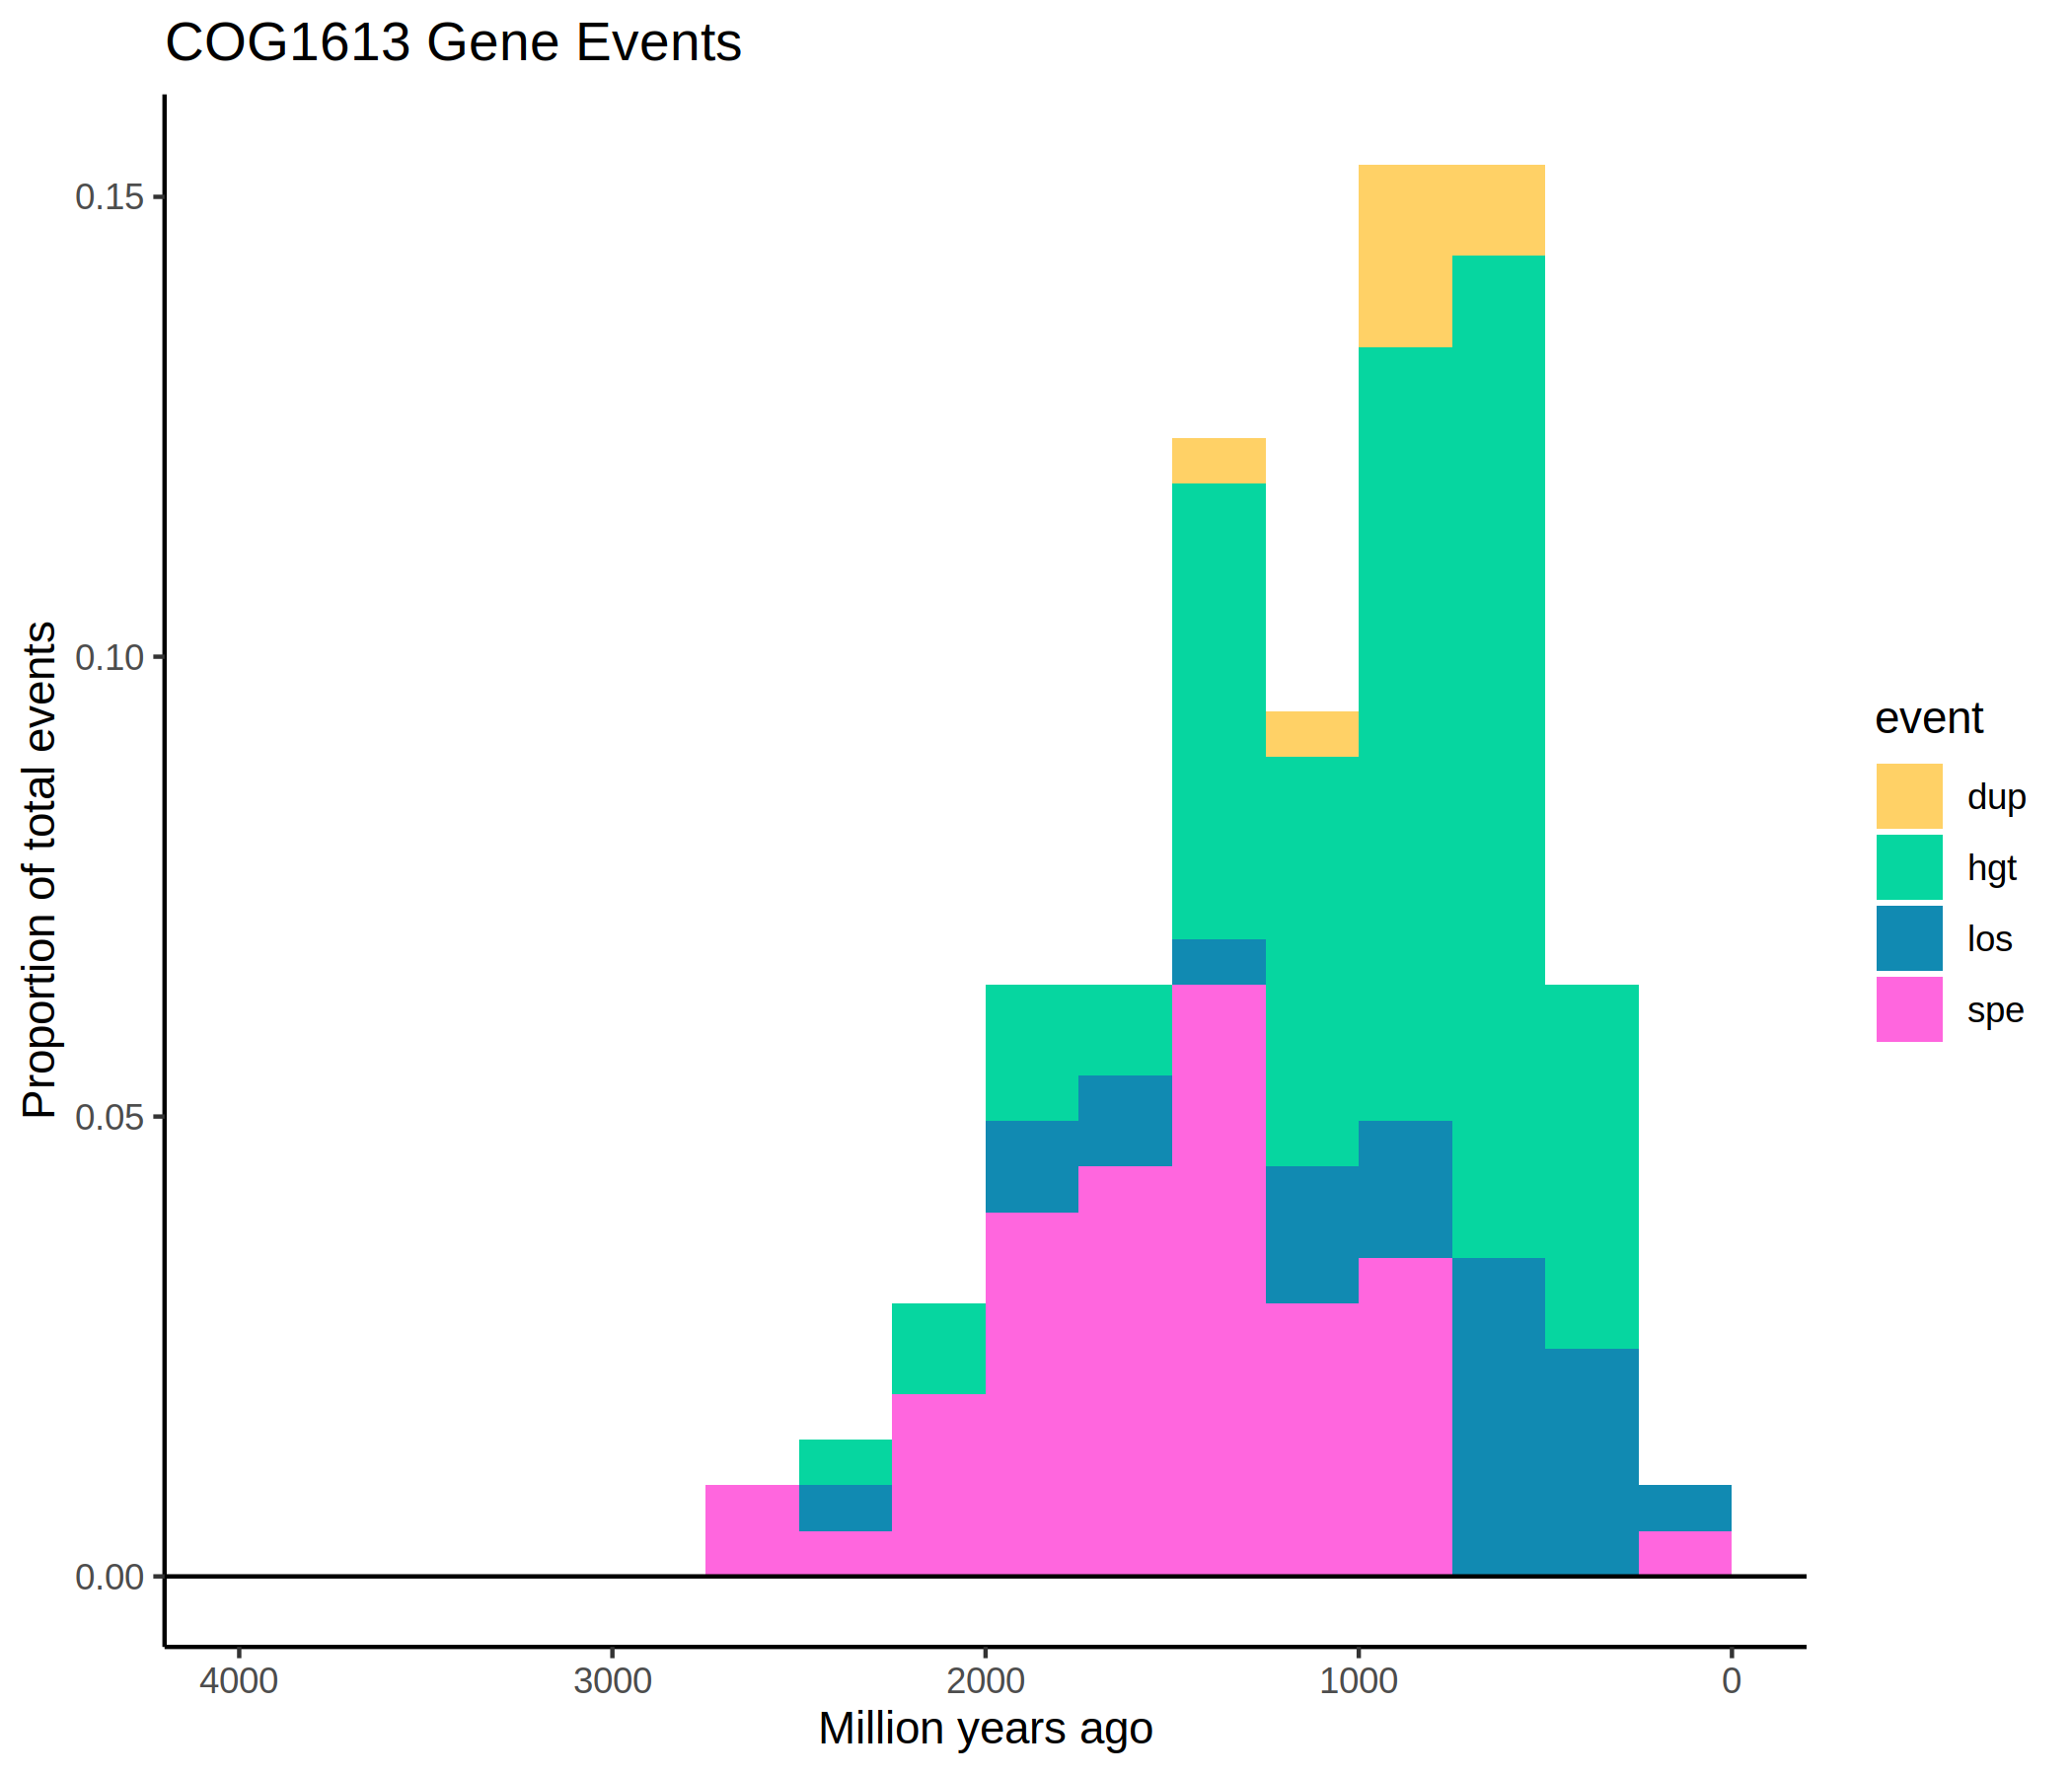 COG1613 Gene Events
Proportion of total events
0.15
0.10
0.05
0.00
4000 3000 2000 1000 0
Million years ago
event
dup
hgt
los
spe